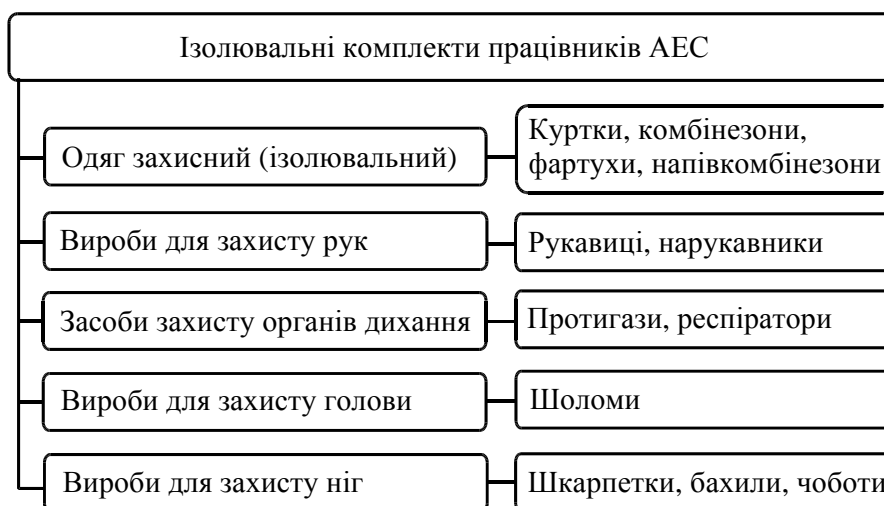 Ізолювальні комплекти працівників АЕС
Одяг захисний (ізолювальний)
Куртки, комбінезони,
фартухи, напівкомбінезони
Вироби для захисту рук
Рукавиці, нарукавники
Засоби захисту органів дихання
Протигази, респіратори
Вироби для захисту голови
Шоломи
Вироби для захисту ніг
Шкарпетки, бахили, чоботи